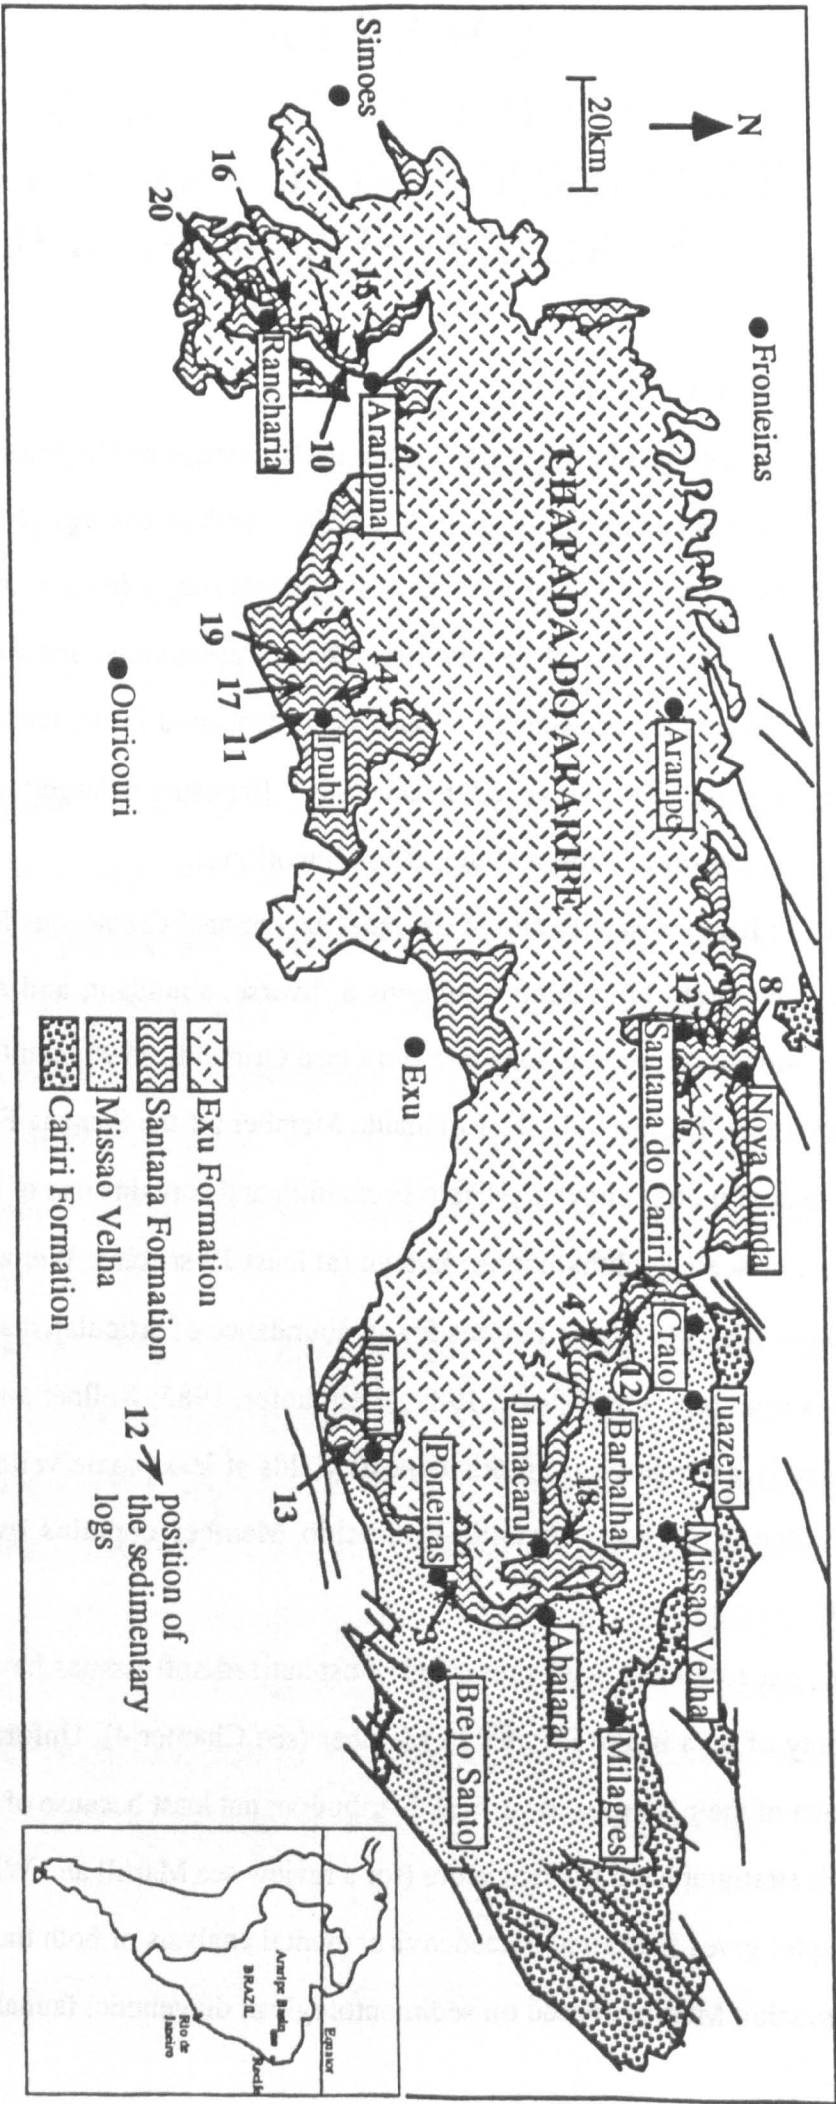 N
20km
Simoes
Fronteiras
16
20
15
10
Rancharia
Araripina
CHAPADA DO ARARIPE
Araripe
19
17
11
14
Ipubi
Ouricouri
8
9
Nova Olinda
Santana do Cariri
Exu
Crato
Juazeiro
4
5
12
Barbalha
18
Missao Velha
Jamacaru
2
Abaiara
Milagres
Jardim
13
Porteiras
3
Brejo Santo
Exu Formation
Santana Formation
Missao Velha
Cariri Formation
12
position of
the sedimentary
logs
Equator
Araripe Basin
BRAZIL
Recife
Rio de
Janeiro